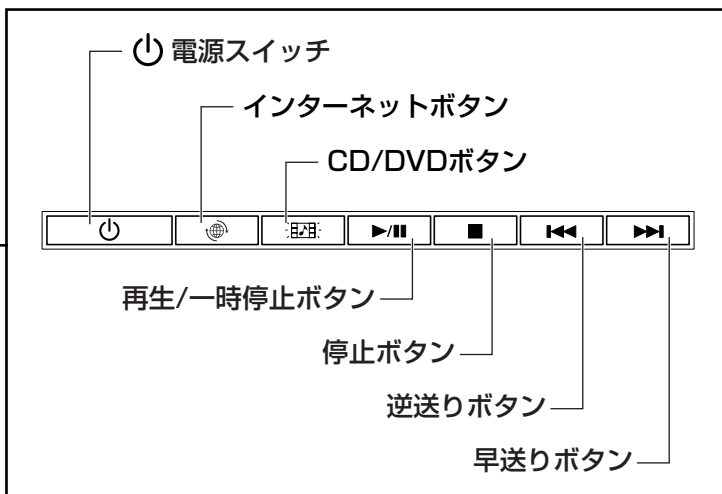 電源スイッチ
インターネットボタン
CD/DVDボタン
再生/一時停止ボタン
停止ボタン
逆送りボタン
早送りボタン